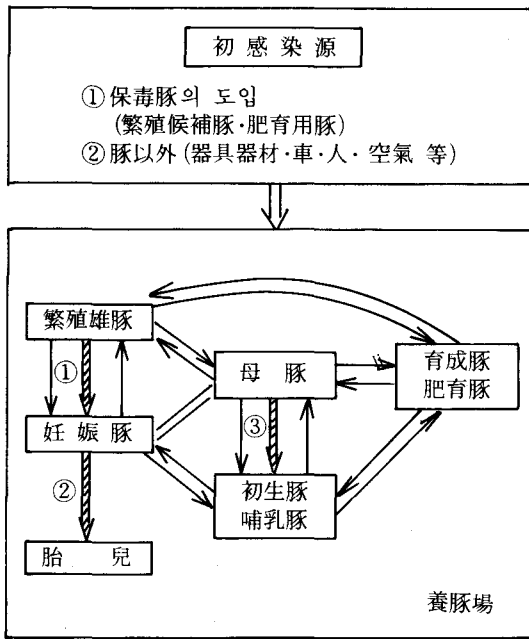 初感染源
① 保毒豚의 도입
(繁殖候補豚·肥育用豚)
② 豚以外 (器具器材·車·人·空氣 等)
繁殖雄豚
①
妊娠豚
②
胎 兒
母 豚
③
初生豚
哺乳豚
育成豚
肥育豚
養豚場